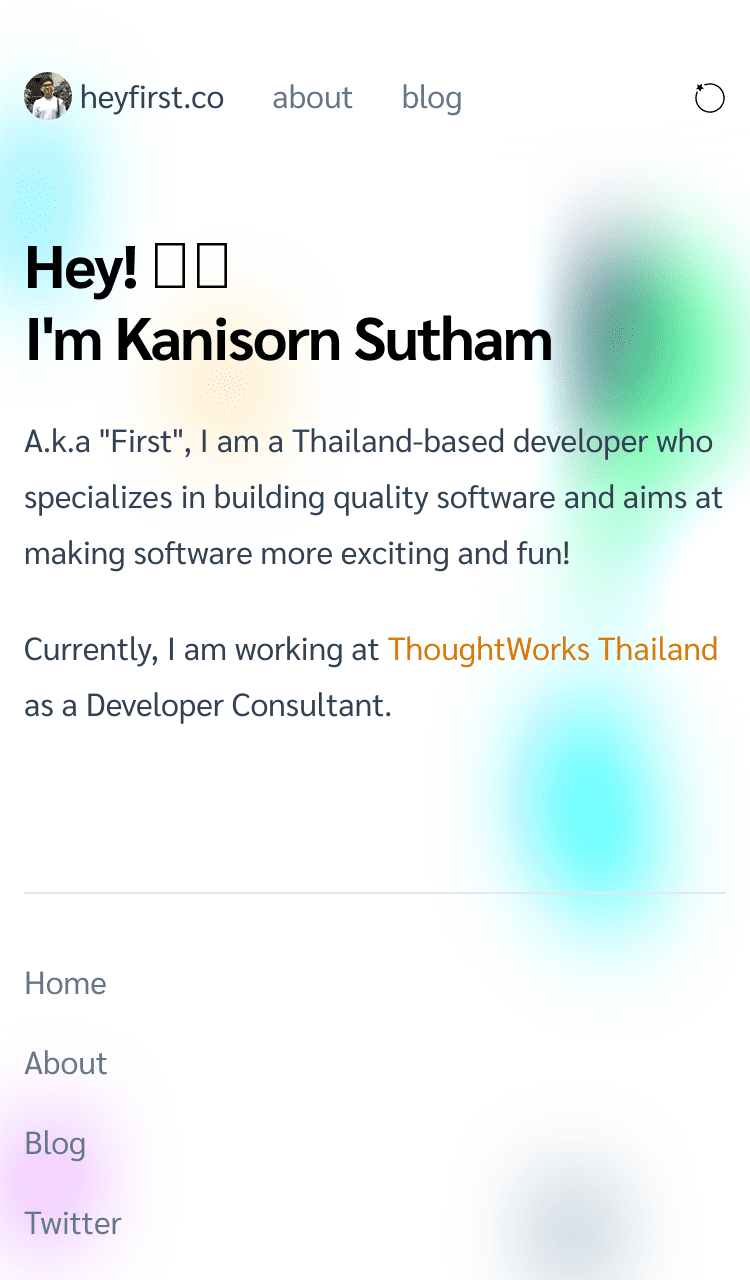 heyfirst.co about blog
Hey!
I'm Kanisorn Sutham
A.k.a "First", I am a Thailand-based developer who
specializes in building quality software and aims at
making software more exciting and fun!
Currently, I am working at ThoughtWorks Thailand
as a Developer Consultant.
Home
About
Blog
Twitter